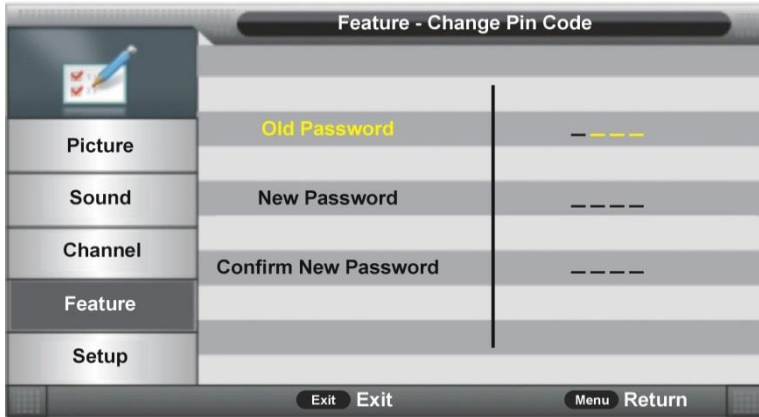 Feature - Change Pin Code
Picture
Sound
Channel
Feature
Setup
Old Password _ _ _ _
New Password _ _ _ _
Confirm New Password _ _ _ _
Exit Exit
Menu Return